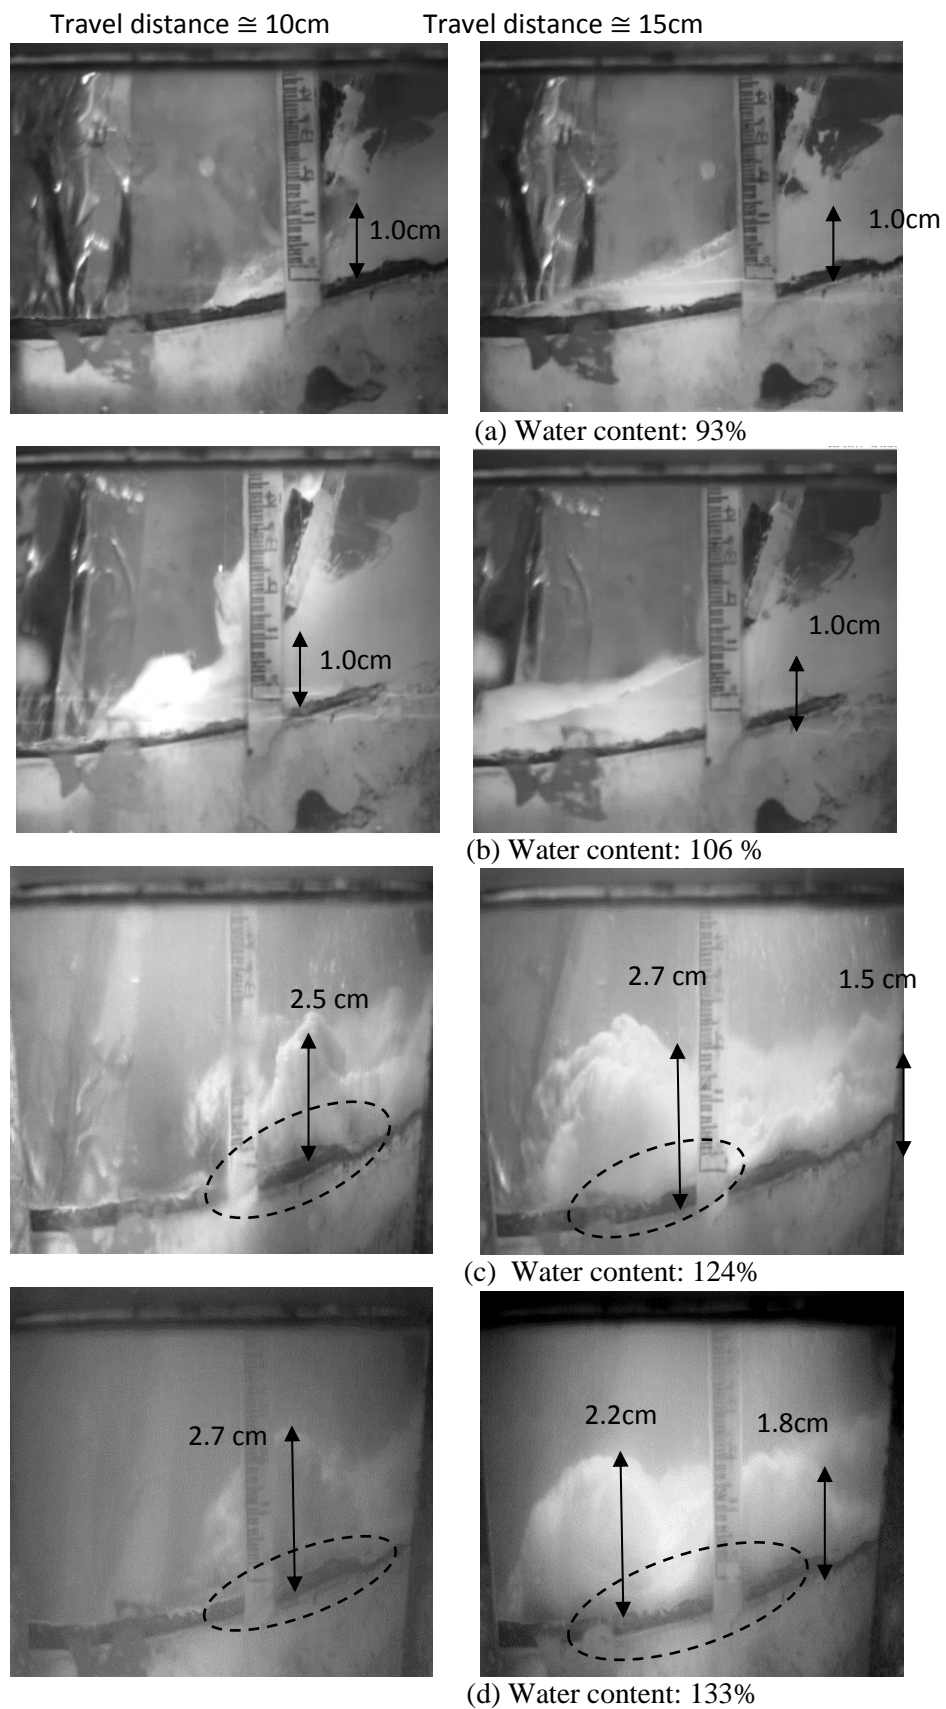 Travel distance ≅ 10cm Travel distance ≅ 15cm
1.0cm 1.0cm
(a) Water content: 93%
1.0cm 1.0cm
(b) Water content: 106 %
2.5 cm 2.7 cm 1.5 cm
(c) Water content: 124%
2.7 cm 2.2cm 1.8cm
(d) Water content: 133%